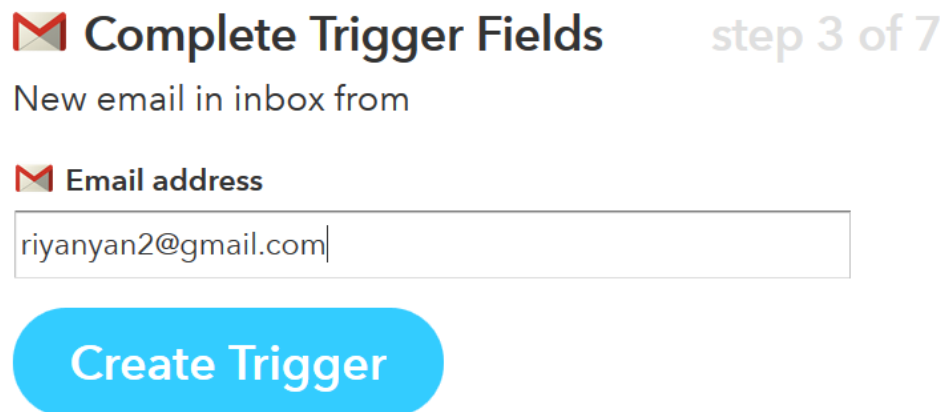 Complete Trigger Fields step 3 of 7
New email in inbox from
Email address
riyanyan2@gmail.com
Create Trigger